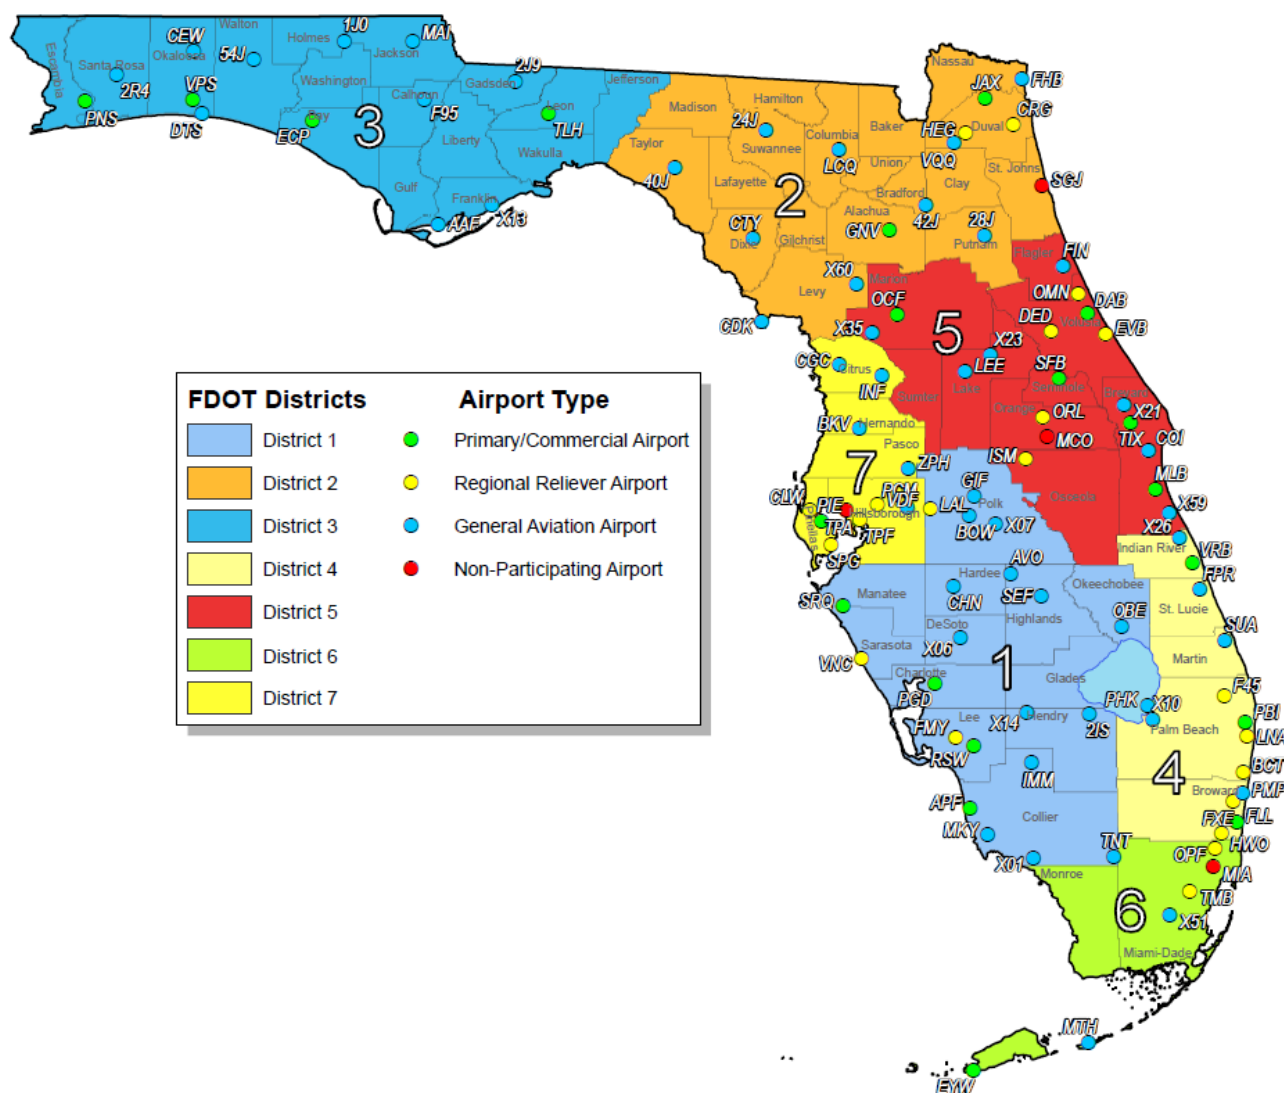 CEW
Walton
1J0
MAI
Holmes
Jackson
Okaloosa
54J
2J9
Escambia
Santa Rosa
Washington
Gadsden
Jefferson
2R4
VPS
Calhoun
F95
Leon
TLH
PNS
DTS
Bay
ECP
3
Liberty
Wakulla
Gulf
Franklin
AAF
X13
Nassau
JAX
FHB
CRG
Madison
Hamilton
24J
Columbia
Baker
HEG
Duval
Taylor
Suwannee
LCQ
Union
VQQ
St. Johns
40J
Lafayette
2
Bradford
Clay
SGJ
CTY
Alachua
42J
28J
Dixie
Gilchrist
GNV
Putnam
X60
Levy
Marion
Flagler
FIN
OCF
OMN
DAB
CDK
X35
5
DED
Volusia
EVB
X23
CGC
Citrus
LEE
SFB
INF
Sumter
Lake
Seminole
Brevard
Orange
ORL
X21
BKV
Hernando
MCO
TIX
COI
Pasco
7
ZPH
ISM
MLB
GIF
Osceola
X59
CLW
PIE
PCM
VDF
LAL
Polk
Hillsborough
Pinellas
TPA
TPF
BOW
X07
X26
SPG
Indian River
VRB
AVO
Hardee
Okeechobee
FPR
SRQ
Manatee
CHN
SEF
OBE
St. Lucie
DeSoto
Highlands
X06
SUA
Sarasota
VNC
1
Martin
Charlotte
Glades
PGD
PHK
X10
F45
Lee
X14
Hendry
2IS
PBI
FMY
Palm Beach
LNA
RSW
IMM
4
BCT
Broward
PMP
APF
Collier
FXE
FLL
MKY
HWO
X01
TNT
OPF
MIA
Monroe
TMB
6
X51
Miami-Dade
MTH
EYW
FDOT Districts
Airport Type
District 1
Primary/Commercial Airport
District 2
Regional Reliever Airport
District 3
General Aviation Airport
District 4
Non-Participating Airport
District 5
District 6
District 7